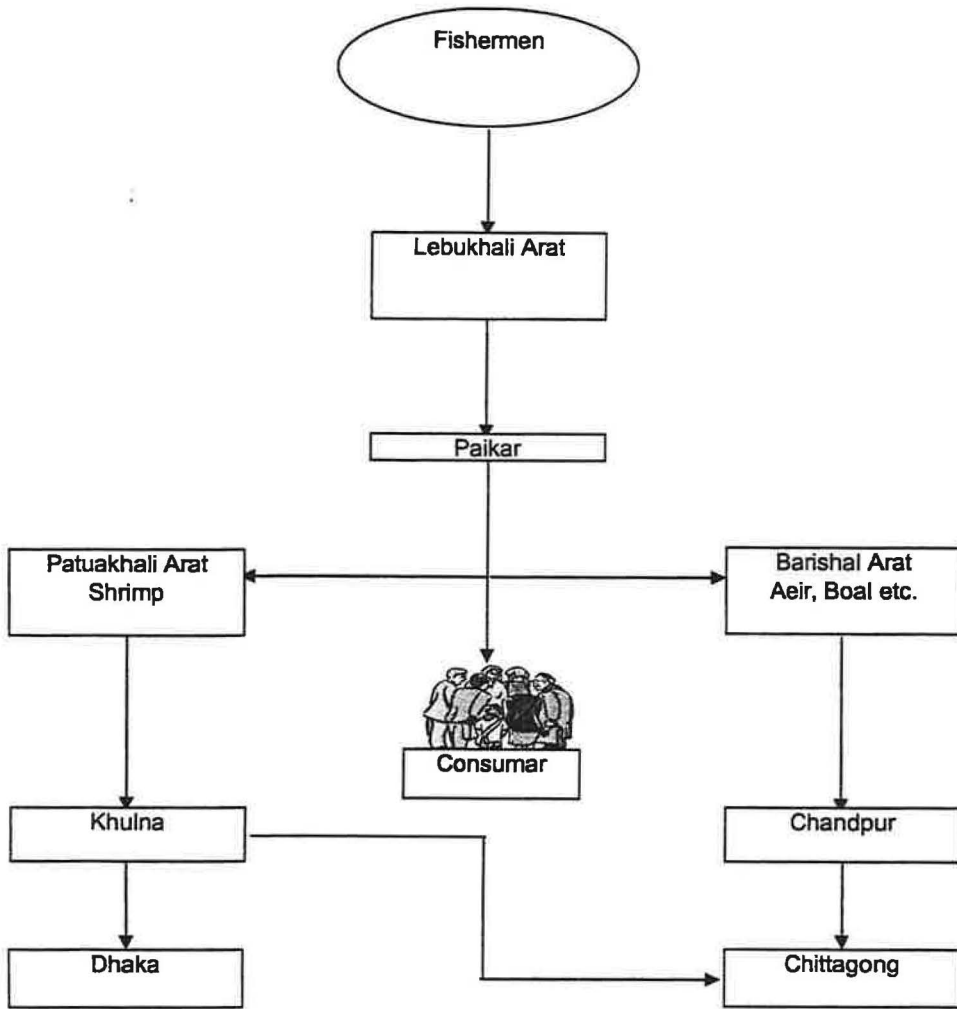 Fishermen
Lebukhali Arat
Paikar
Patuakhali Arat
Shrimp
Barishal Arat
Aeir, Boal etc.
Consumar
Khulna
Chandpur
Dhaka
Chittagong